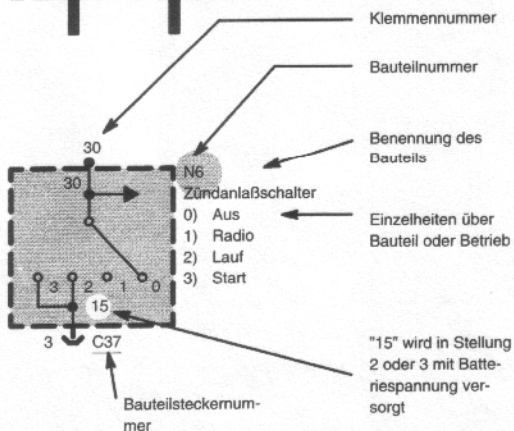 Klemmennummer
Bauteilnummer
30
Benennung des
Bauteils
N6
30
Zündanlaßschalter
0) Aus
1) Radio
2) Lauf
3) Start
Einzelheiten über
Bauteil oder Betrieb
3 2 1 0
15
3 C37
"15" wird in Stellung
2 oder 3 mit Batte-
riespannung ver-
sorgt
Bauteilsteckernum-
mer